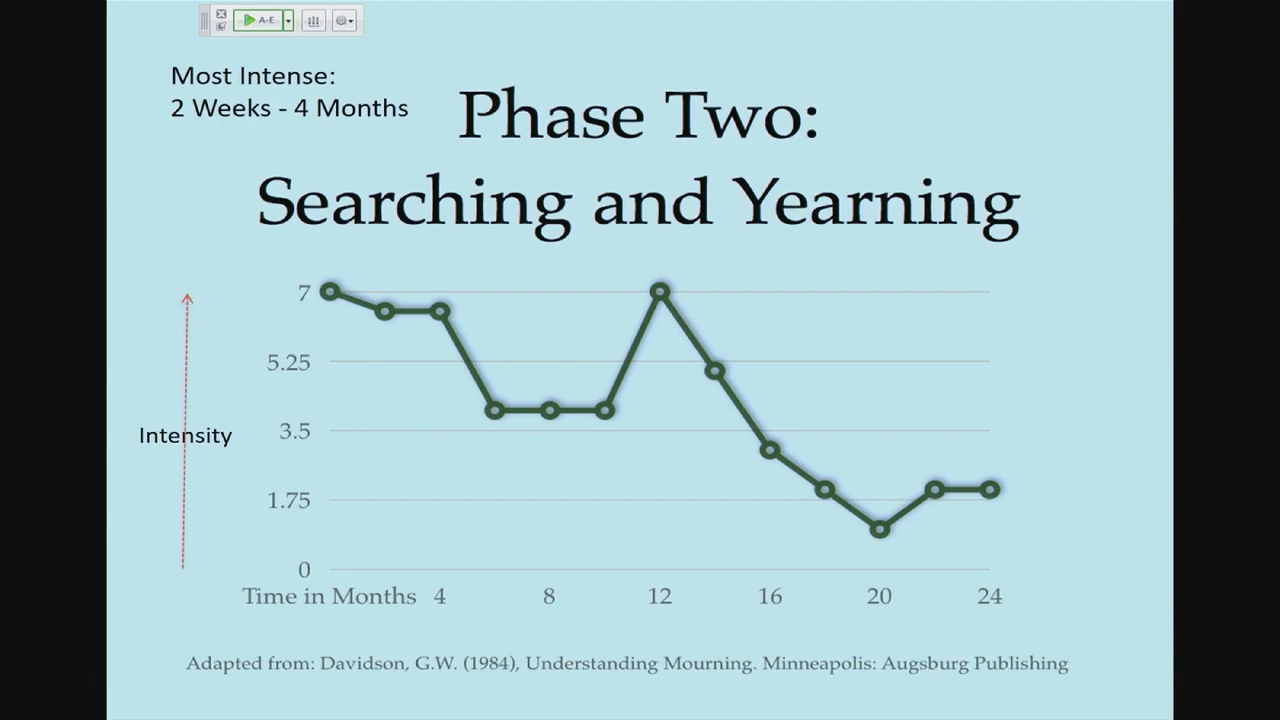 A-E
Most Intense:
2 Weeks - 4 Months
Phase Two:
Searching and Yearning
7
5.25
Intensity
3.5
1.75
0
Time in Months 4 8 12 16 20 24
Adapted from: Davidson, G.W. (1984), Understanding Mourning. Minneapolis: Augsburg Publishing